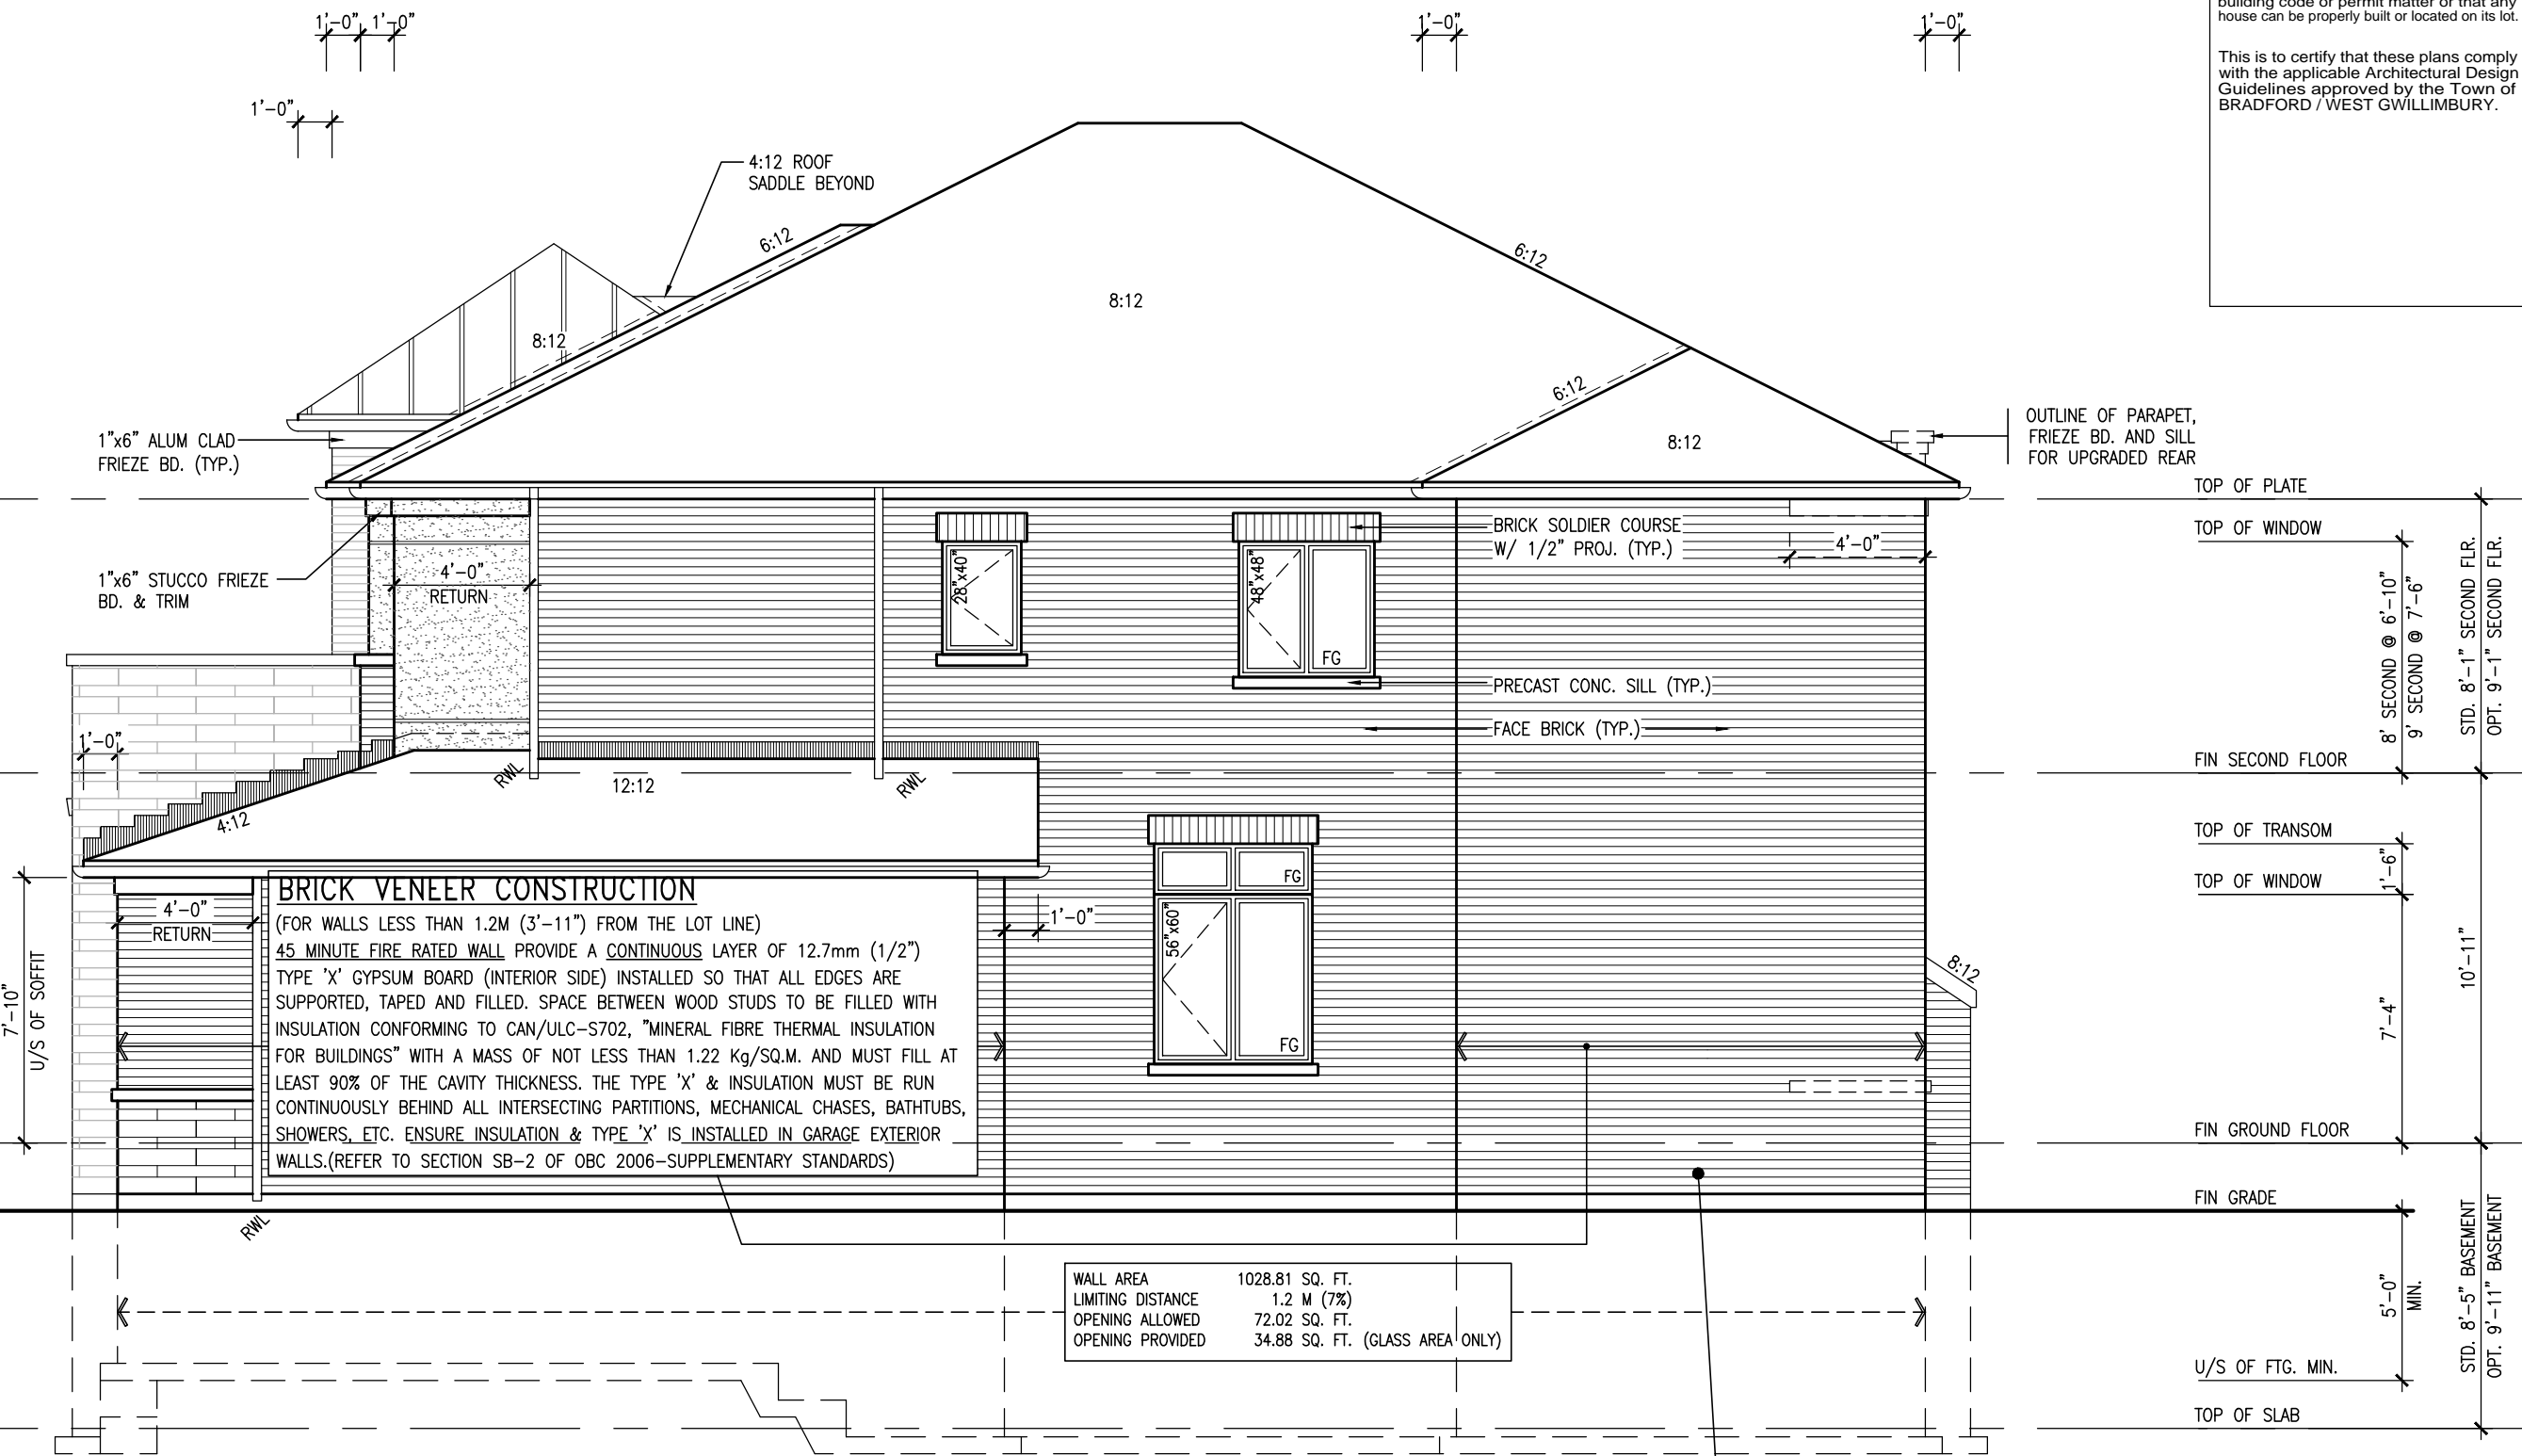 1'-0" 1'-0"
1'-0"
1'-0"
1'-0"
building code or permit matter or that any
house can be properly built or located on its lot.
This is to certify that these plans comply
with the applicable Architectural Design
Guidelines approved by the Town of
BRADFORD / WEST GWILLIMBURY.
1'-0"
4:12 ROOF
SADDLE BEYOND
6:12
6:12
8:12
8:12
6:12
8:12
1"x6" ALUM CLAD
FRIEZE BD. (TYP.)
OUTLINE OF PARAPET,
FRIEZE BD. AND SILL
FOR UPGRADED REAR
TOP OF PLATE
TOP OF WINDOW
BRICK SOLDIER COURSE
W/ 1/2" PROJ. (TYP.)
4'-0"
1"x6" STUCCO FRIEZE
BD. & TRIM
4'-0"
RETURN
28"x40"
48"x48"
FG
PRECAST CONC. SILL (TYP.)
FACE BRICK (TYP.)
8' SECOND @ 6'-10"
9' SECOND @ 7'-6"
STD. 8'-1" SECOND FLR.
OPT. 9'-1" SECOND FLR.
1'-0"
FIN SECOND FLOOR
RWL
RWL
12:12
4:12
TOP OF TRANSOM
1'-6"
TOP OF WINDOW
FG
56"x60"
FG
1'-0"
4'-0"
RETURN
7'-10"
U/S OF SOFFIT
BRICK VENEER CONSTRUCTION
(FOR WALLS LESS THAN 1.2M (3'-11") FROM THE LOT LINE)
45 MINUTE FIRE RATED WALL PROVIDE A CONTINUOUS LAYER OF 12.7mm (1/2")
TYPE 'X' GYPSUM BOARD (INTERIOR SIDE) INSTALLED SO THAT ALL EDGES ARE
SUPPORTED, TAPED AND FILLED. SPACE BETWEEN WOOD STUDS TO BE FILLED WITH
INSULATION CONFORMING TO CAN/ULC-S702, "MINERAL FIBRE THERMAL INSULATION
FOR BUILDINGS" WITH A MASS OF NOT LESS THAN 1.22 Kg/SQ.M. AND MUST FILL AT
LEAST 90% OF THE CAVITY THICKNESS. THE TYPE 'X' & INSULATION MUST BE RUN
CONTINUOUSLY BEHIND ALL INTERSECTING PARTITIONS, MECHANICAL CHASES, BATHTUBS,
SHOWERS, ETC. ENSURE INSULATION & TYPE 'X' IS INSTALLED IN GARAGE EXTERIOR
WALLS.(REFER TO SECTION SB-2 OF OBC 2006-SUPPLEMENTARY STANDARDS)
8:12
7'-4"
10'-11"
FIN GROUND FLOOR
FIN GRADE
RWL
WALL AREA 1028.81 SQ. FT.
LIMITING DISTANCE 1.2 M (7%)
OPENING ALLOWED 72.02 SQ. FT.
OPENING PROVIDED 34.88 SQ. FT. (GLASS AREA ONLY)
5'-0"
MIN.
STD. 8'-5" BASEMENT
OPT. 9'-11" BASEMENT
U/S OF FTG. MIN.
TOP OF SLAB